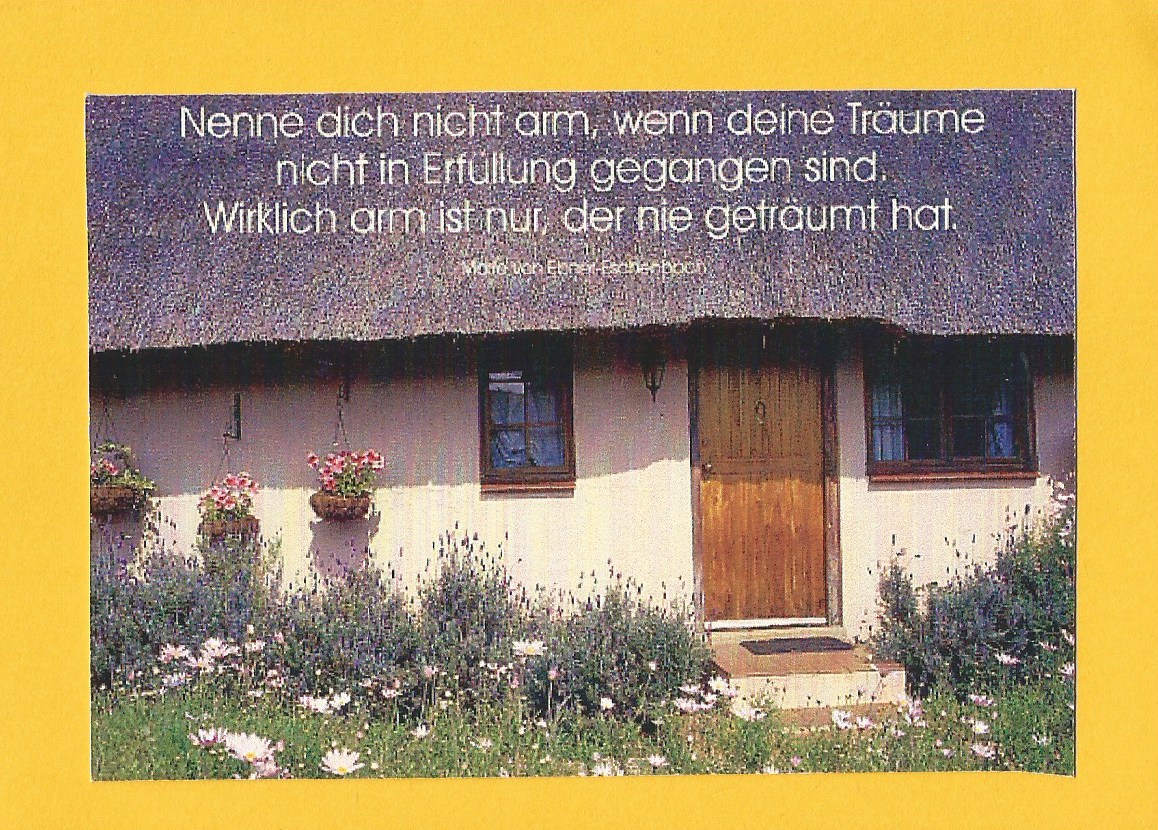 Nenne dich nicht arm, wenn deine Träume
nicht in Erfüllung gegangen sind.
Wirklich arm ist nur, der nie geträumt hat.
Marie von Ebner-Eschenbach